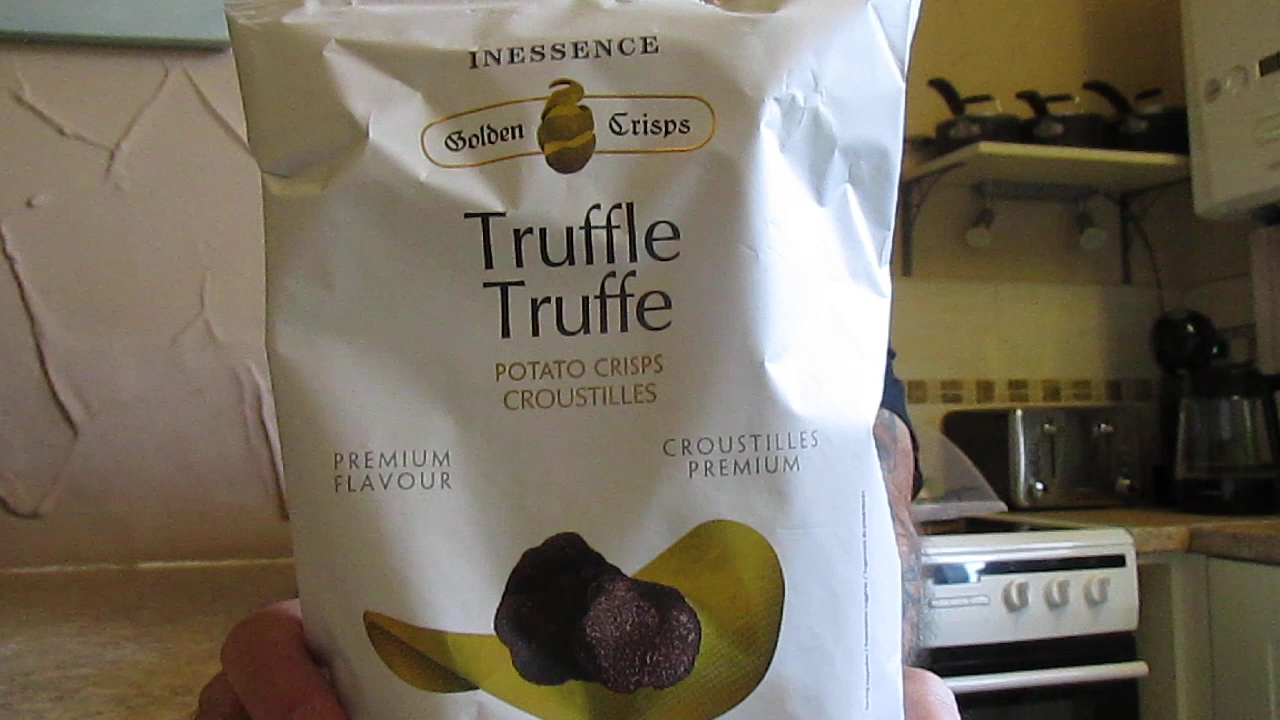 INESSENCE
Golden Crisps
Truffle
Truffe
POTATO CRISPS
CROUSTILLES
PREMIUM
FLAVOUR
CROUSTILLES
PREMIUM